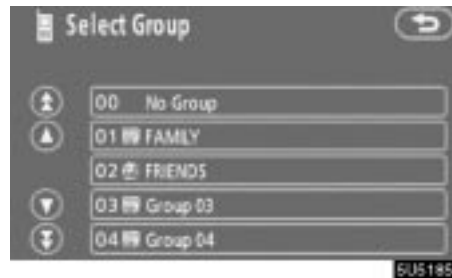 Select Group
00 No Group
01 FAMILY
02 FRIENDS
03 Group 03
04 Group 04
5U5185